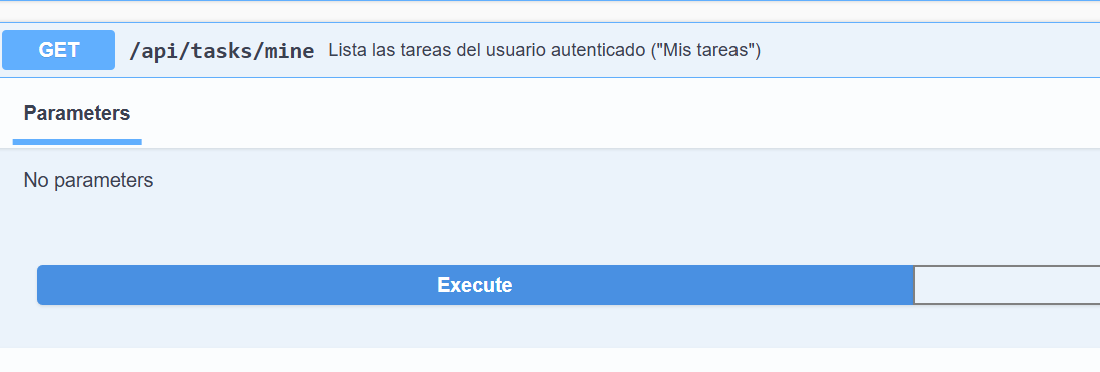 GET /api/tasks/mine Lista las tareas del usuario autenticado ("Mis tareas")
Parameters
No parameters
Execute